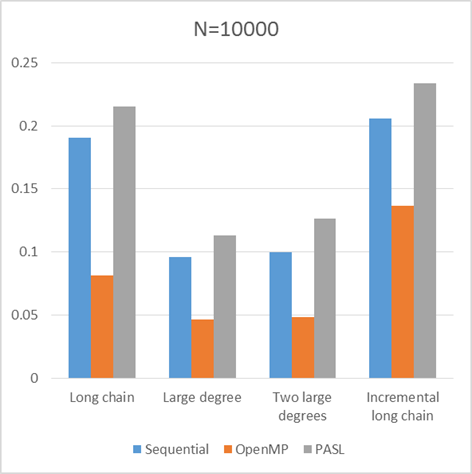 N=10000
0.25
0.2
0.15
0.1
0.05
0
Long chain
Large degree
Two large
degrees
Incremental
long chain
Sequential
OpenMP
PASL